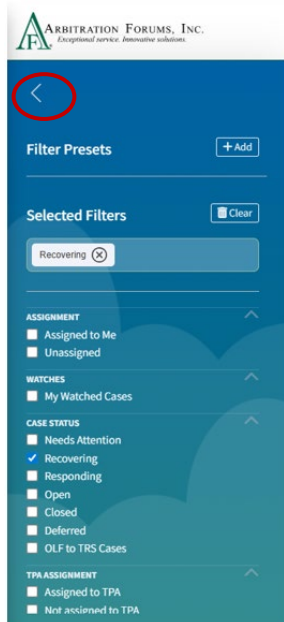 ARBITRATION FORUMS, INC.
Exceptional service. Innovative solutions.
Filter Presets
+ Add
Selected Filters
Clear
Recovering
ASSIGNMENT
Assigned to Me
Unassigned
WATCHES
My Watched Cases
CASE STATUS
Needs Attention
Recovering
Responding
Open
Closed
Deferred
OLF to TRS Cases
TPA ASSIGNMENT
Assigned to TPA
Not assigned to TPA